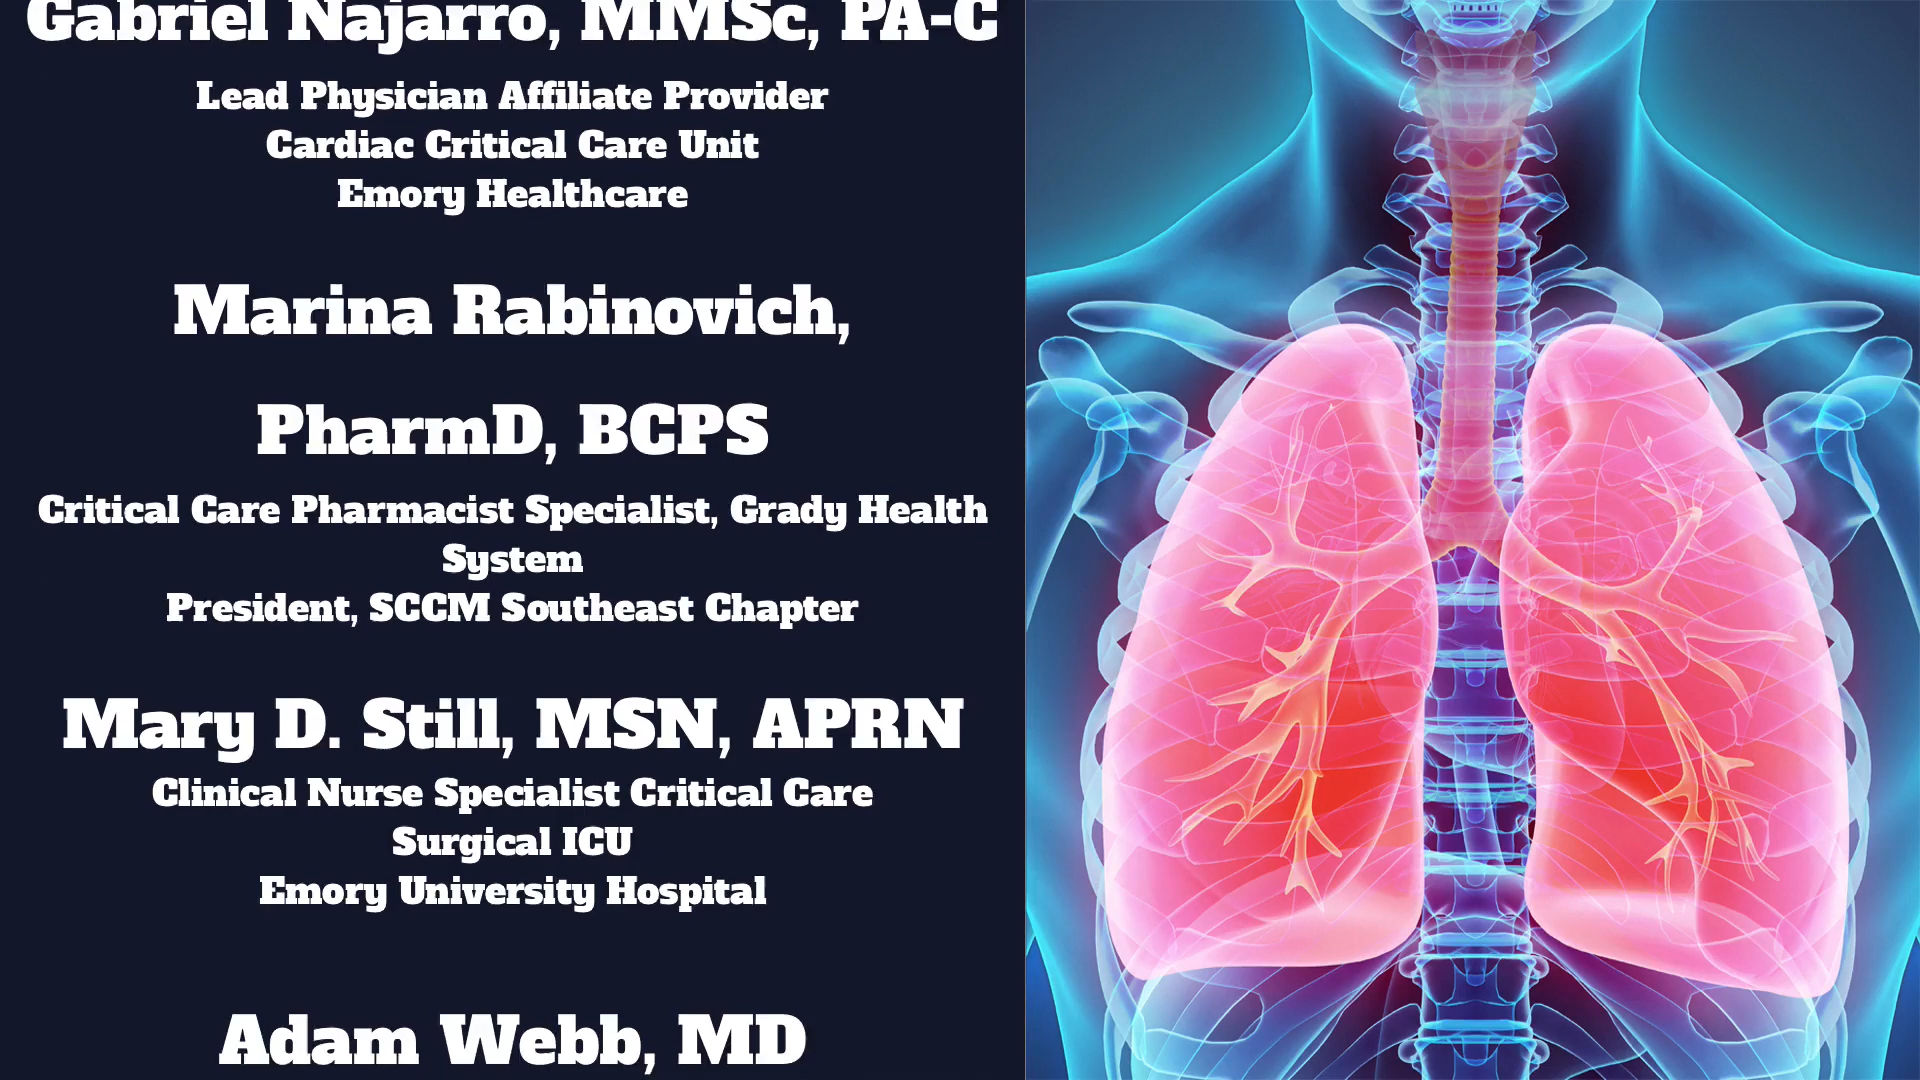 Gabriel Najarro, MMSc, PA-C
Lead Physician Affiliate Provider
Cardiac Critical Care Unit
Emory Healthcare
Marina Rabinovich,
PharmD, BCPS
Critical Care Pharmacist Specialist, Grady Health
System
President, SCCM Southeast Chapter
Mary D. Still, MSN, APRN
Clinical Nurse Specialist Critical Care
Surgical ICU
Emory University Hospital
Adam Webb, MD